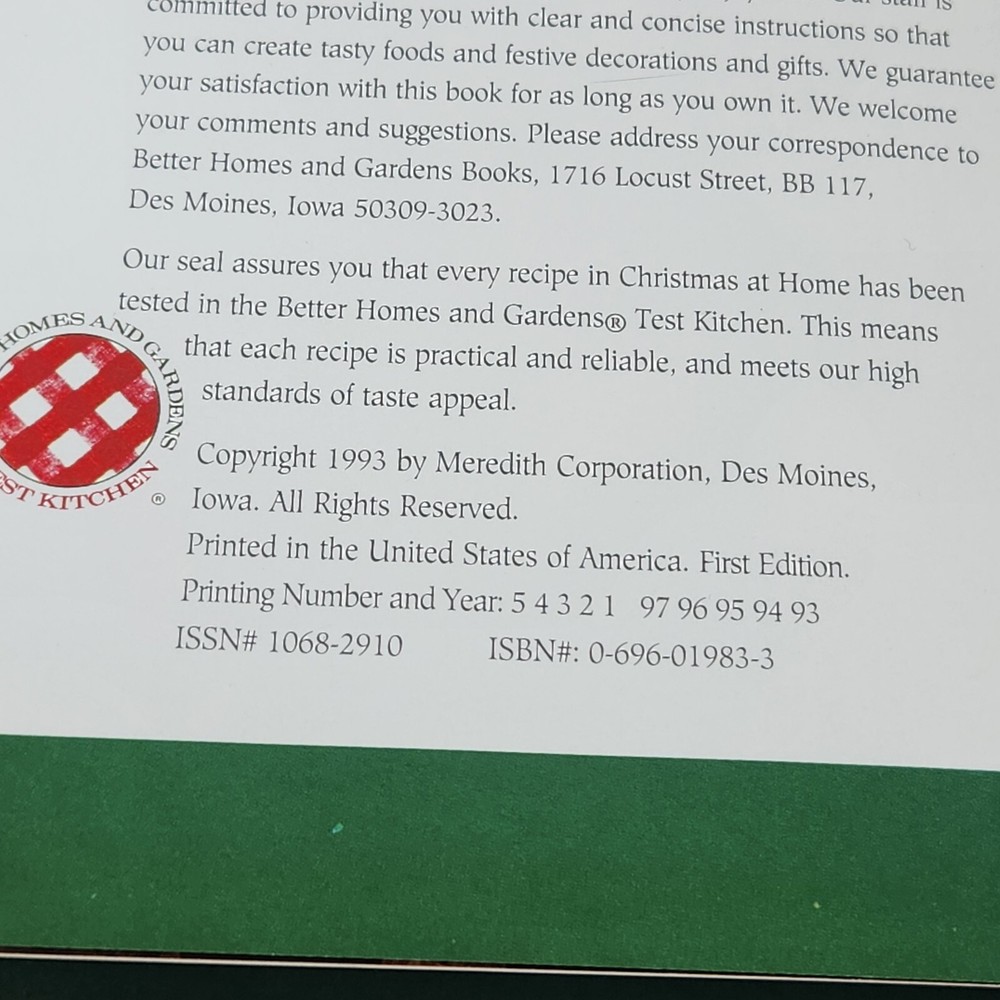 committed to providing you with clear and concise instructions so that
you can create tasty foods and festive decorations and gifts. We guarantee
your satisfaction with this book for as long as you own it. We welcome
your comments and suggestions. Please address your correspondence to
Better Homes and Gardens Books, 1716 Locust Street, BB 117,
Des Moines, Iowa 50309-3023.
Our seal assures you that every recipe in Christmas at Home has been
tested in the Better Homes and Gardens® Test Kitchen. This means
that each recipe is practical and reliable, and meets our high
standards of taste appeal.
HOMES AND GARDENS
KITCHEN ®
Copyright 1993 by Meredith Corporation, Des Moines,
Iowa. All Rights Reserved.
Printed in the United States of America. First Edition.
Printing Number and Year: 5 4 3 2 1 97 96 95 94 93
ISSN# 1068-2910 ISBN#: 0-696-01983-3